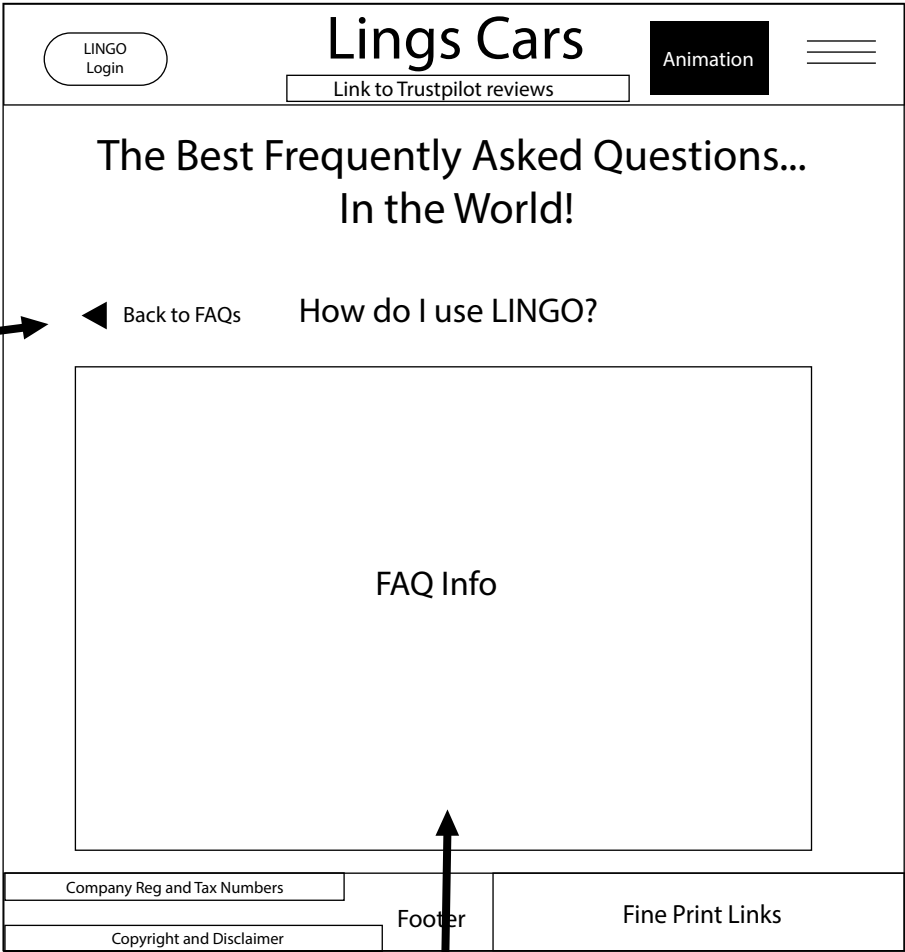 LINGO
Login
Lings Cars
Link to Trustpilot reviews
Animation
The Best Frequently Asked Questions...
In the World!
Back to FAQs
How do I use LINGO?
FAQ Info
Company Reg and Tax Numbers
Copyright and Disclaimer
Footer
Fine Print Links